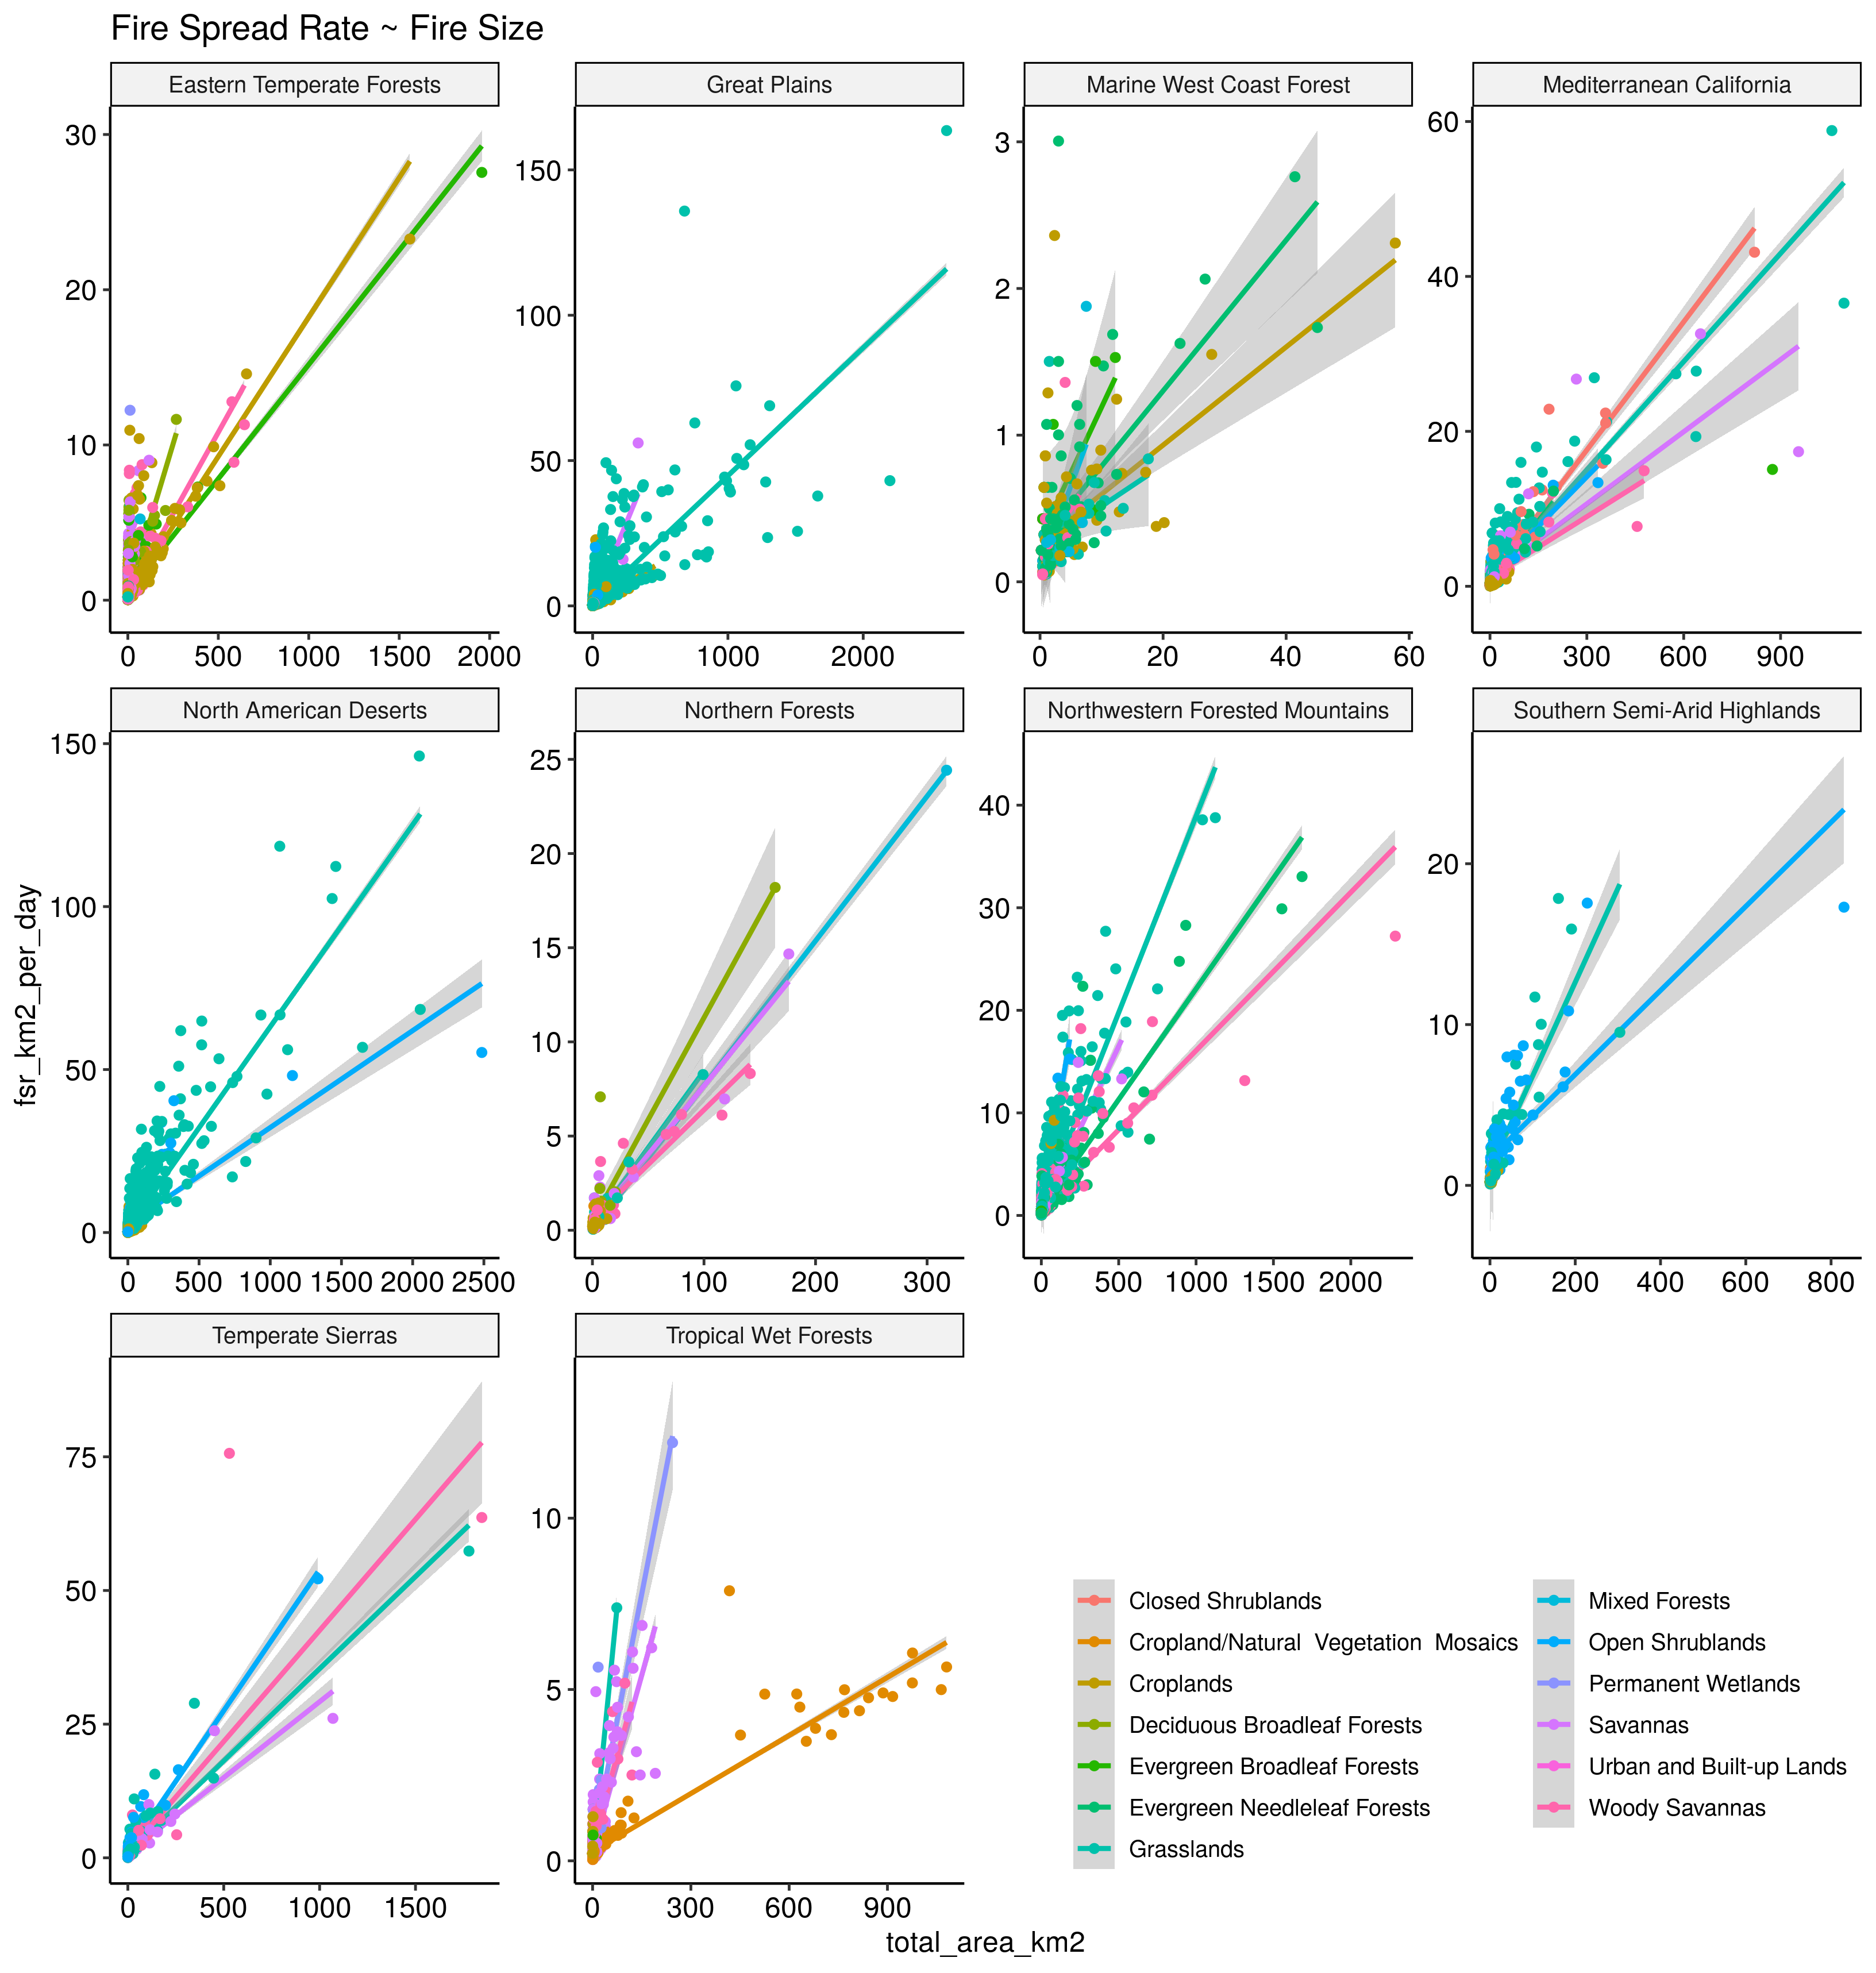 Fire Spread Rate ~ Fire Size
Eastern Temperate Forests
Great Plains
Marine West Coast Forest
Mediterranean California
30
20
10
0
0 500 1000 1500 2000
150
100
50
0
0 1000 2000
3
2
1
0
0 20 40 60
60
40
20
0
0 300 600 900
North American Deserts
Northern Forests
Northwestern Forested Mountains
Southern Semi-Arid Highlands
150
100
50
0
0 500 1000 1500 2000 2500
25
20
15
10
5
0
0 100 200 300
40
30
20
10
0
0 500 1000 1500 2000
20
10
0
0 200 400 600 800
Temperate Sierras
Tropical Wet Forests
75
50
25
0
0 500 1000 1500
10
5
0
0 300 600 900
fsr_km2_per_day
total_area_km2
Closed Shrublands
Cropland/Natural Vegetation Mosaics
Croplands
Deciduous Broadleaf Forests
Evergreen Broadleaf Forests
Evergreen Needleleaf Forests
Grasslands
Mixed Forests
Open Shrublands
Permanent Wetlands
Savannas
Urban and Built-up Lands
Woody Savannas